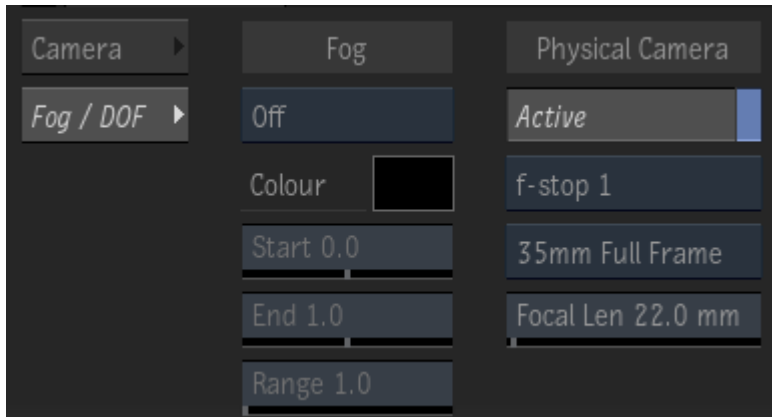 Camera
Fog / DOF
Fog
Off
Colour
Start 0.0
End 1.0
Range 1.0
Physical Camera
Active
f-stop 1
35mm Full Frame
Focal Len 22.0 mm